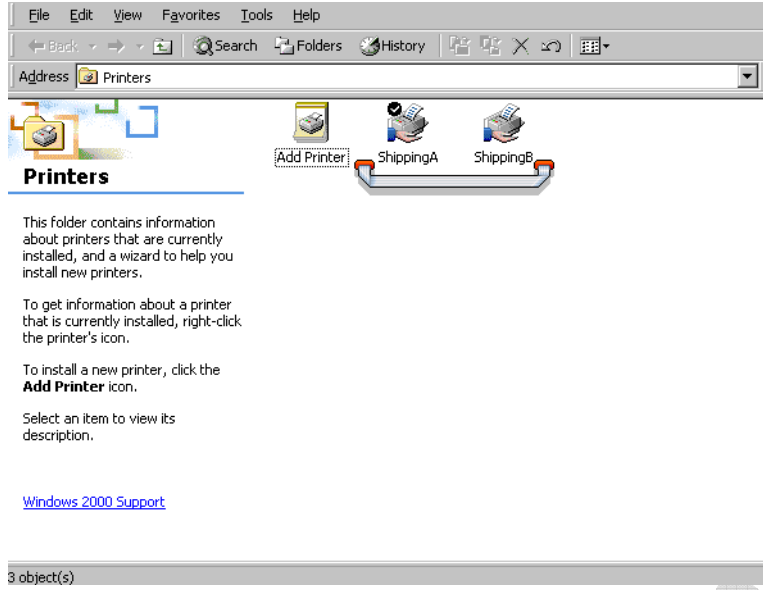 File Edit View Favorites Tools Help
Back Search Folders History
Address Printers
Add Printer ShippingA ShippingB
Printers
This folder contains information
about printers that are currently
installed, and a wizard to help you
install new printers.
To get information about a printer
that is currently installed, right-click
the printer's icon.
To install a new printer, click the
Add Printer icon.
Select an item to view its
description.
Windows 2000 Support
3 object(s)